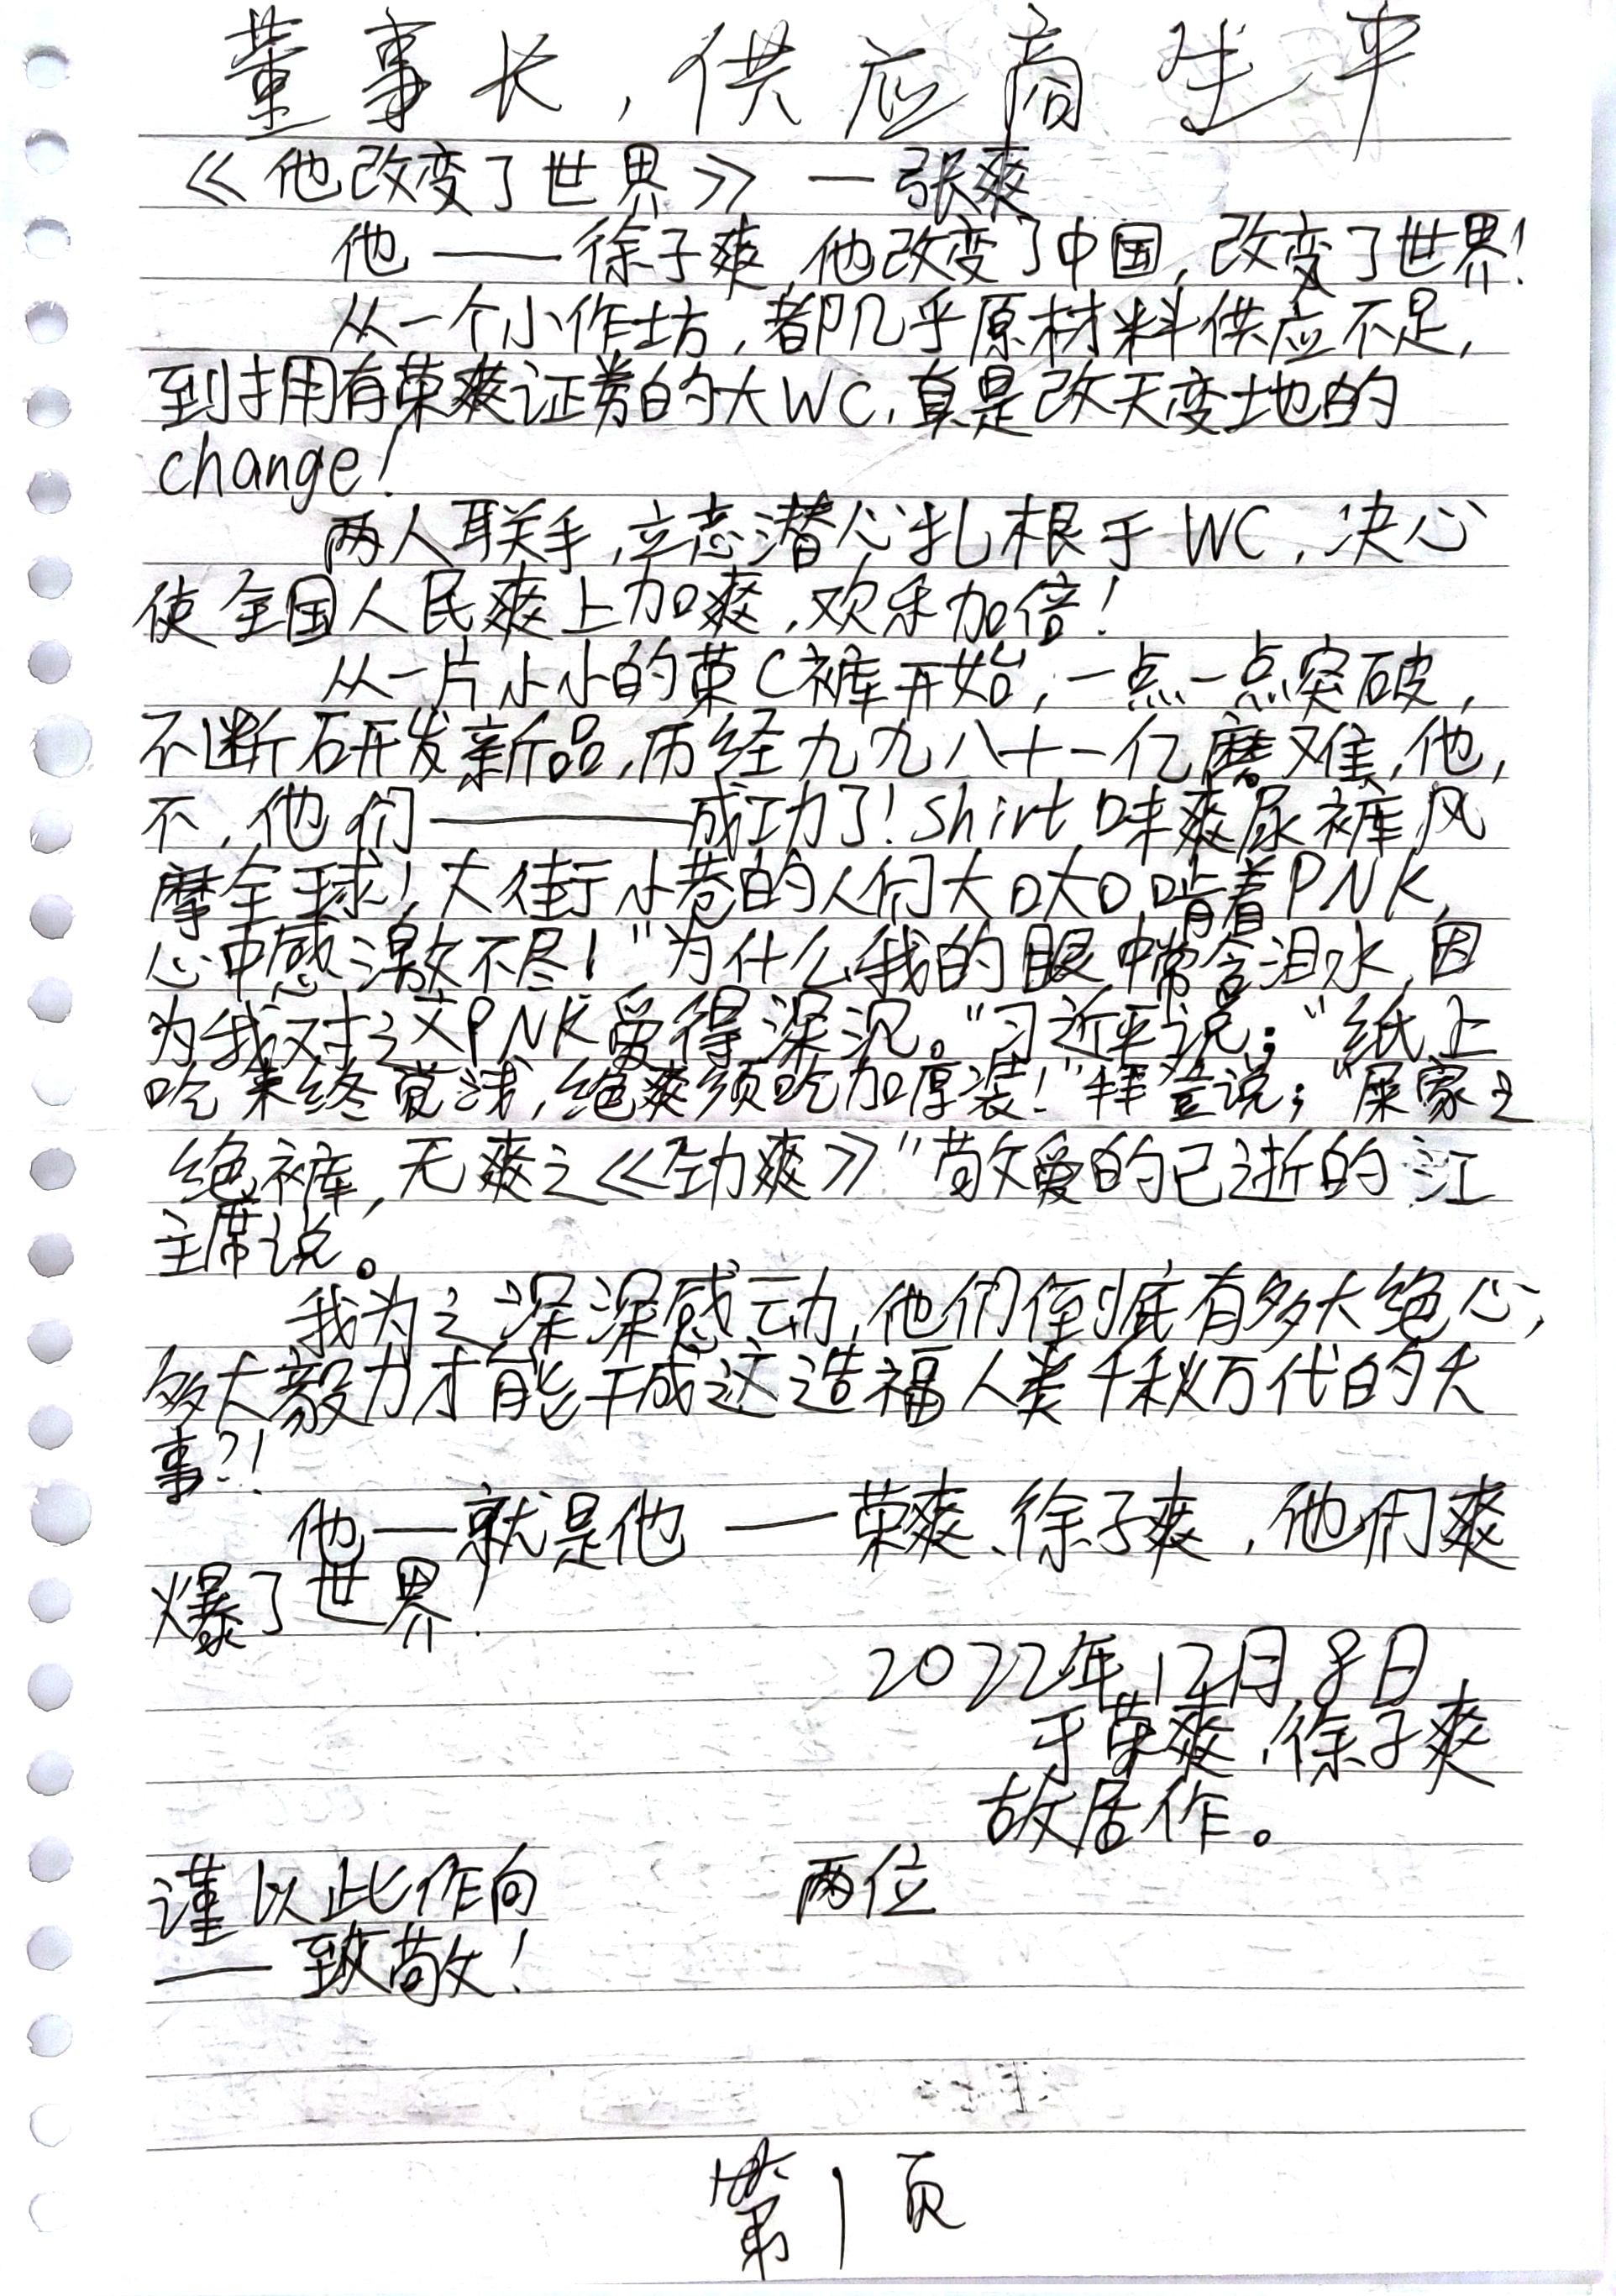 董事长，供应商生平
《他改变了世界》—张爽
他——徐子爽，他改变了中国，改变了世界！
从一个小作坊，都几乎原材料供应不足，
到拥有荣爽证券的大WC，真是改天变地的
change！
两人联手，立志潜心扎根于WC，决心
使全国人民爽上加爽，欢乐加倍！
从一片小小的荣C裤开始，一点一点突破，
不断研发新品，历经九九八十一亿磨难，他，
不，他们————成功了！shirt味爽尿裤风
摩全球！大街小巷的人们大口大口啃着PNK，
心中感激不尽！"为什么我的眼中常含泪水，因
为我对这PNK爱得深沉。"习近平说："纸上
吃来终觉浅，绝爽须吃加厚装！"拜登说；"屎家之
绝裤，无爽之《劲爽》"敬爱的已逝的江
主席说。
我为之深深感动，他们倒底有多大绝心，
多大毅力才能干成这造福人类千秋万代的大
事？！
他—就是他——荣爽、徐子爽，他们爽
爆了世界！
2022年12月8日
于荣爽、徐子爽
故居作。
谨以此作向 两位
——致敬！
第1页